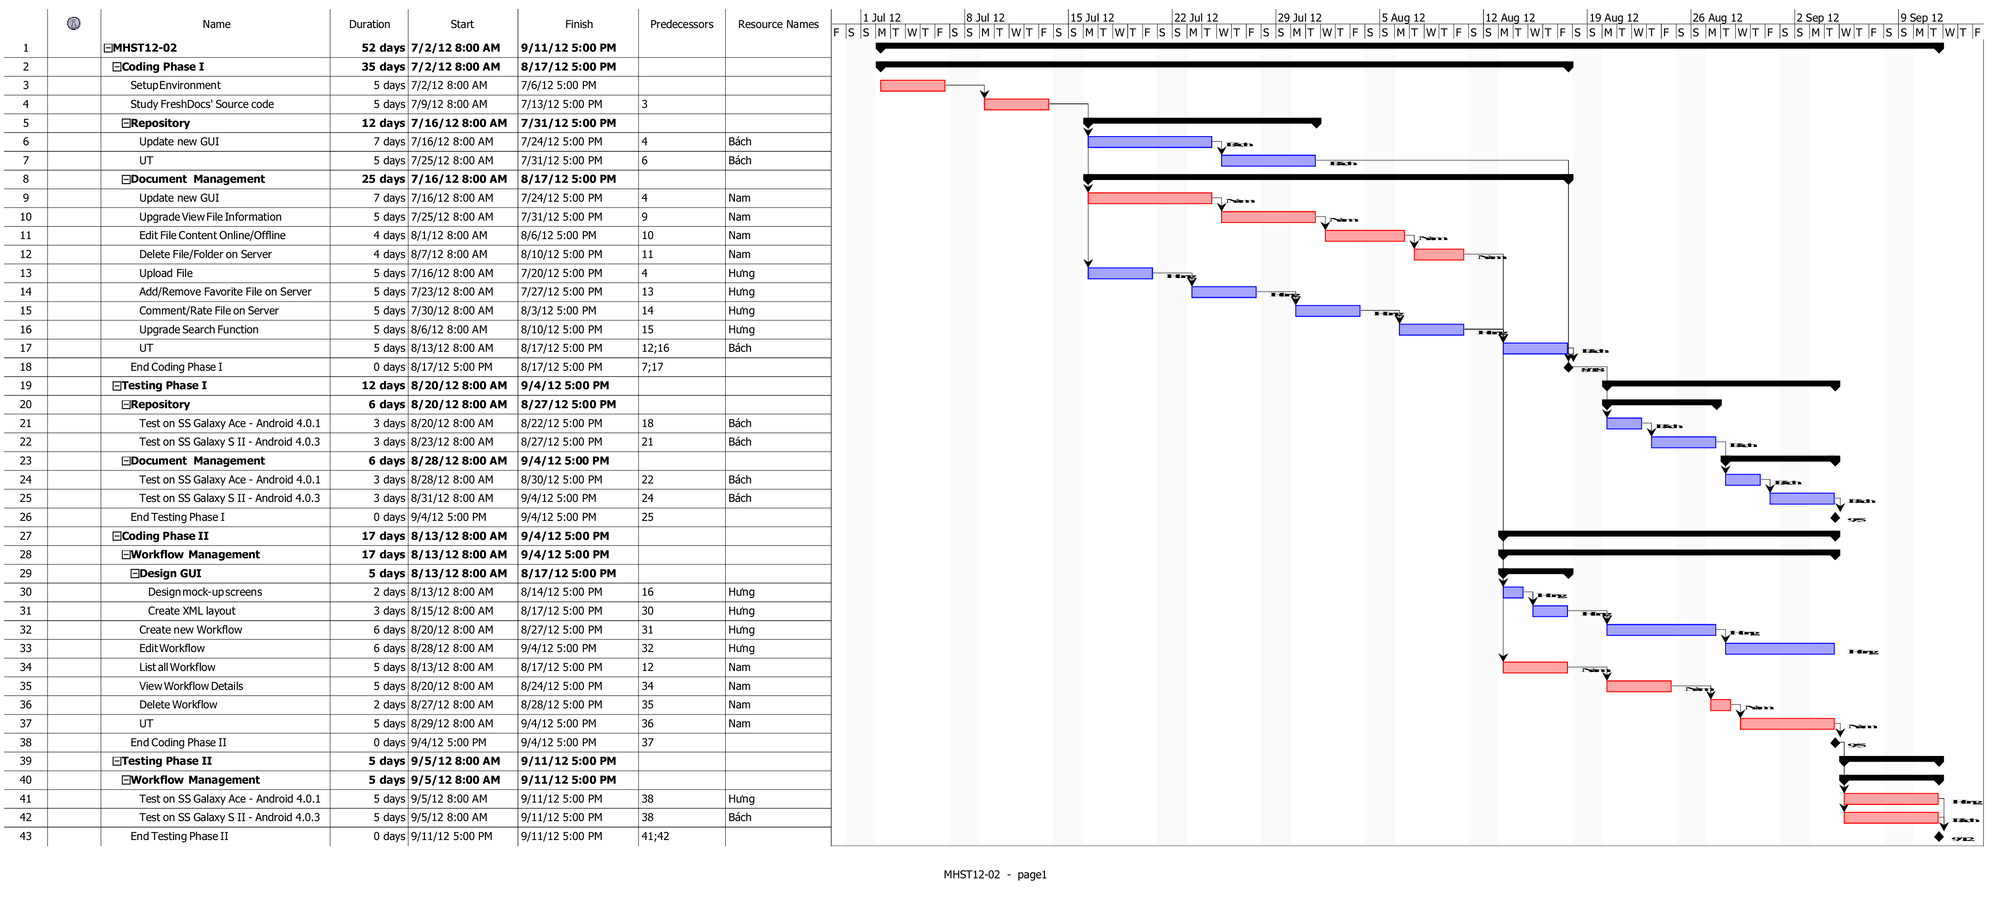 Name Duration Start Finish Predecessors Resource Names
1 Jul 12 8 Jul 12 15 Jul 12 22 Jul 12 29 Jul 12 5 Aug 12 12 Aug 12 19 Aug 12 26 Aug 12 2 Sep 12 9 Sep 12
F S S M T W T F S S M T W T F S S M T W T F S S M T W T F S S M T W T F S S M T W T F S S M T W T F S S M T W T F S S M T W T F S S M T W T F S S M T W T F
1 MHST12-02 52 days 7/2/12 8:00 AM 9/11/12 5:00 PM
2 Coding Phase I 35 days 7/2/12 8:00 AM 8/17/12 5:00 PM
3 Setup Environment 5 days 7/2/12 8:00 AM 7/6/12 5:00 PM
4 Study FreshDocs' Source code 5 days 7/9/12 8:00 AM 7/13/12 5:00 PM 3
5 Repository 12 days 7/16/12 8:00 AM 7/31/12 5:00 PM
6 Update new GUI 7 days 7/16/12 8:00 AM 7/24/12 5:00 PM 4 Bách
7 UT 5 days 7/25/12 8:00 AM 7/31/12 5:00 PM 6 Bách
8 Document Management 25 days 7/16/12 8:00 AM 8/17/12 5:00 PM
9 Update new GUI 7 days 7/16/12 8:00 AM 7/24/12 5:00 PM 4 Nam
10 Upgrade View File Information 5 days 7/25/12 8:00 AM 7/31/12 5:00 PM 9 Nam
11 Edit File Content Online/Offline 4 days 8/1/12 8:00 AM 8/6/12 5:00 PM 10 Nam
12 Delete File/Folder on Server 4 days 8/7/12 8:00 AM 8/10/12 5:00 PM 11 Nam
13 Upload File 5 days 7/16/12 8:00 AM 7/20/12 5:00 PM 4 Hưng
14 Add/Remove Favorite File on Server 5 days 7/23/12 8:00 AM 7/27/12 5:00 PM 13 Hưng
15 Comment/Rate File on Server 5 days 7/30/12 8:00 AM 8/3/12 5:00 PM 14 Hưng
16 Upgrade Search Function 5 days 8/6/12 8:00 AM 8/10/12 5:00 PM 15 Hưng
17 UT 5 days 8/13/12 8:00 AM 8/17/12 5:00 PM 12;16 Bách
18 End Coding Phase I 0 days 8/17/12 5:00 PM 8/17/12 5:00 PM 7;17
19 Testing Phase I 12 days 8/20/12 8:00 AM 9/4/12 5:00 PM
20 Repository 6 days 8/20/12 8:00 AM 8/27/12 5:00 PM
21 Test on SS Galaxy Ace - Android 4.0.1 3 days 8/20/12 8:00 AM 8/22/12 5:00 PM 18 Bách
22 Test on SS Galaxy S II - Android 4.0.3 3 days 8/23/12 8:00 AM 8/27/12 5:00 PM 21 Bách
23 Document Management 6 days 8/28/12 8:00 AM 9/4/12 5:00 PM
24 Test on SS Galaxy Ace - Android 4.0.1 3 days 8/28/12 8:00 AM 8/30/12 5:00 PM 22 Bách
25 Test on SS Galaxy S II - Android 4.0.3 3 days 8/31/12 8:00 AM 9/4/12 5:00 PM 24 Bách
26 End Testing Phase I 0 days 9/4/12 5:00 PM 9/4/12 5:00 PM 25
27 Coding Phase II 17 days 8/13/12 8:00 AM 9/4/12 5:00 PM
28 Workflow Management 17 days 8/13/12 8:00 AM 9/4/12 5:00 PM
29 Design GUI 5 days 8/13/12 8:00 AM 8/17/12 5:00 PM
30 Design mock-up screens 2 days 8/13/12 8:00 AM 8/14/12 5:00 PM 16 Hưng
31 Create XML layout 3 days 8/15/12 8:00 AM 8/17/12 5:00 PM 30 Hưng
32 Create new Workflow 6 days 8/20/12 8:00 AM 8/27/12 5:00 PM 31 Hưng
33 Edit Workflow 6 days 8/28/12 8:00 AM 9/4/12 5:00 PM 32 Hưng
34 List all Workflow 5 days 8/13/12 8:00 AM 8/17/12 5:00 PM 12 Nam
35 View Workflow Details 5 days 8/20/12 8:00 AM 8/24/12 5:00 PM 34 Nam
36 Delete Workflow 2 days 8/27/12 8:00 AM 8/28/12 5:00 PM 35 Nam
37 UT 5 days 8/29/12 8:00 AM 9/4/12 5:00 PM 36 Nam
38 End Coding Phase II 0 days 9/4/12 5:00 PM 9/4/12 5:00 PM 37
39 Testing Phase II 5 days 9/5/12 8:00 AM 9/11/12 5:00 PM
40 Workflow Management 5 days 9/5/12 8:00 AM 9/11/12 5:00 PM
41 Test on SS Galaxy Ace - Android 4.0.1 5 days 9/5/12 8:00 AM 9/11/12 5:00 PM 38 Hưng
42 Test on SS Galaxy S II - Android 4.0.3 5 days 9/5/12 8:00 AM 9/11/12 5:00 PM 38 Bách
43 End Testing Phase II 0 days 9/11/12 5:00 PM 9/11/12 5:00 PM 41;42
MHST12-02 - page1